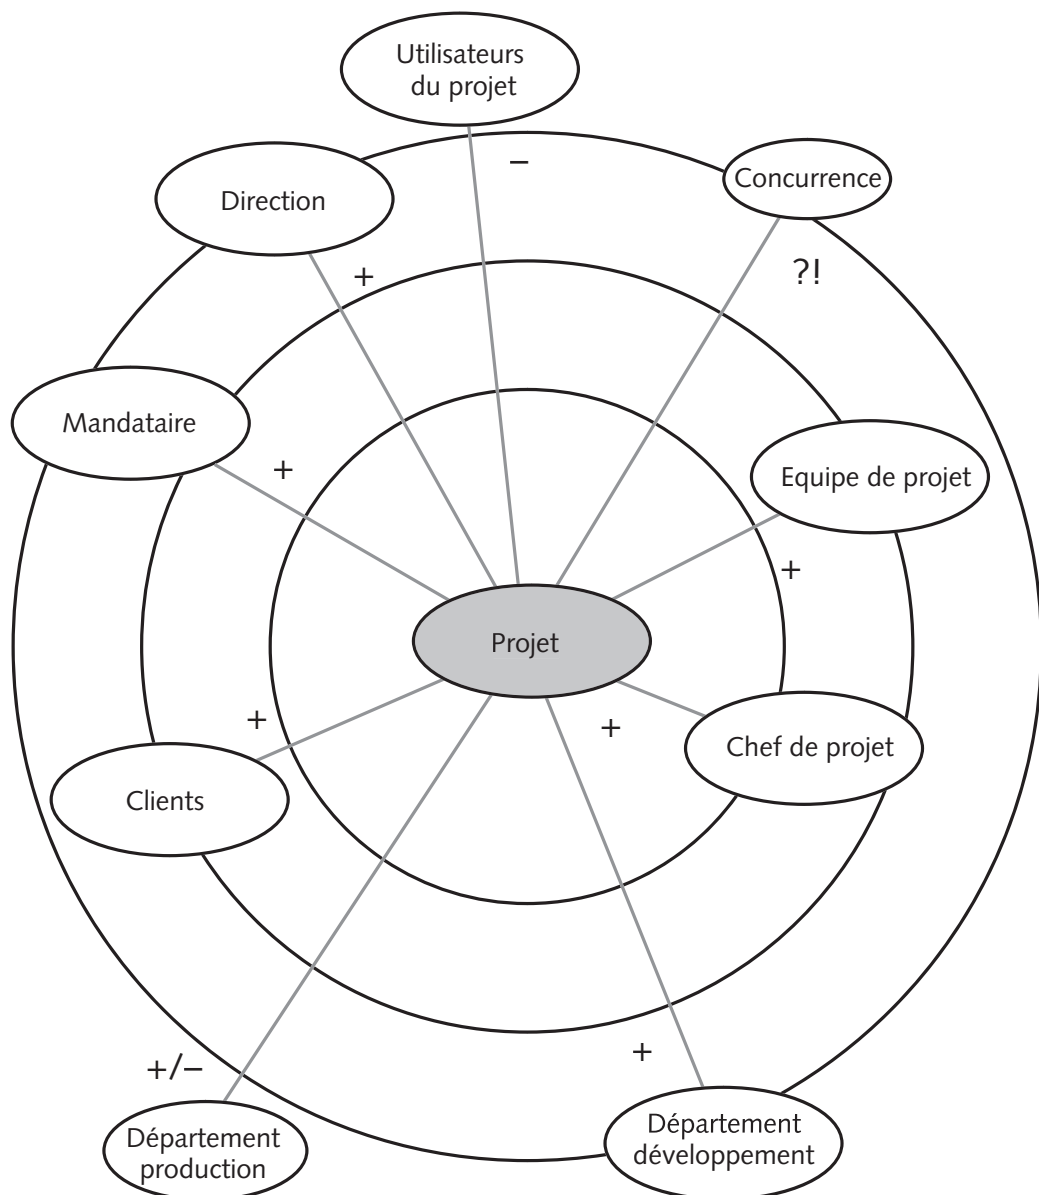 Utilisateurs
du projet
–
Concurrence
Direction
?!
+
Mandataire
+
Equipe de projet
+
Projet
+
+
Chef de projet
Clients
+
+/–
Département
production
Département
développement